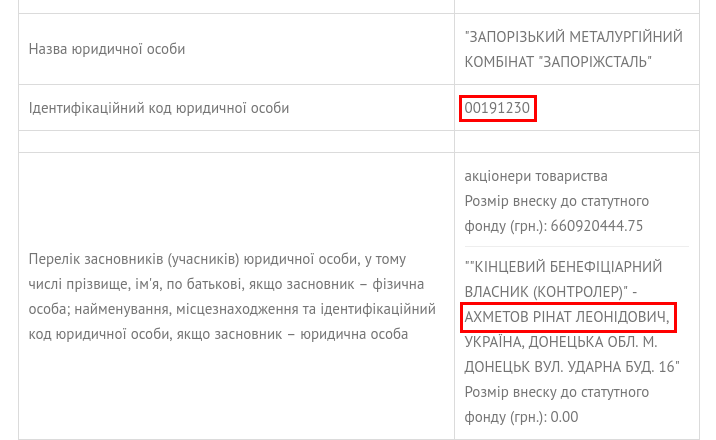 Назва юридичної особи
"ЗАПОРІЗЬКИЙ МЕТАЛУРГІЙНИЙ
КОМБІНАТ "ЗАПОРІЖСТАЛЬ"
Ідентифікаційний код юридичної особи
00191230
Перелік засновників (учасників) юридичної особи, у тому
числі прізвище, ім'я, по батькові, якщо засновник – фізична
особа; найменування, місцезнаходження та ідентифікаційний
код юридичної особи, якщо засновник – юридична особа
акціонери товариства
Розмір внеску до статутного
фонду (грн.): 660920444.75
""КІНЦЕВИЙ БЕНЕФІЦІАРНИЙ
ВЛАСНИК (КОНТРОЛЕР)" -
АХМЕТОВ РІНАТ ЛЕОНІДОВИЧ,
УКРАЇНА, ДОНЕЦЬКА ОБЛ. М.
ДОНЕЦЬК ВУЛ. УДАРНА БУД. 16"
Розмір внеску до статутного
фонду (грн.): 0.00